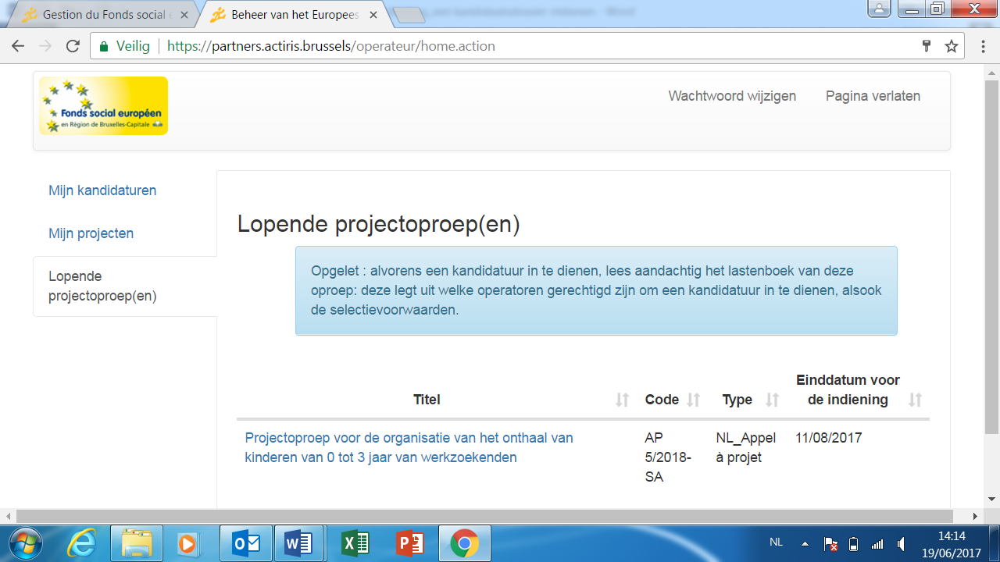 Gestion du Fonds social e
Beheer van het Europees
Veilig https://partners.actiris.brussels/operateur/home.action
Fonds social européen
en Région de Bruxelles-Capitale
Wachtwoord wijzigen Pagina verlaten
Mijn kandidaturen
Mijn projecten
Lopende
projectoproep(en)
Lopende projectoproep(en)
Opgelet : alvorens een kandidatuur in te dienen, lees aandachtig het lastenboek van deze
oproep: deze legt uit welke operatoren gerechtigd zijn om een kandidatuur in te dienen, alsook
de selectievoorwaarden.
Titel Code Type Einddatum voor
de indiening
Projectoproep voor de organisatie van het onthaal van
kinderen van 0 tot 3 jaar van werkzoekenden
AP
5/2018-
SA
NL_Appel
à projet
11/08/2017
NL
14:14
19/06/2017